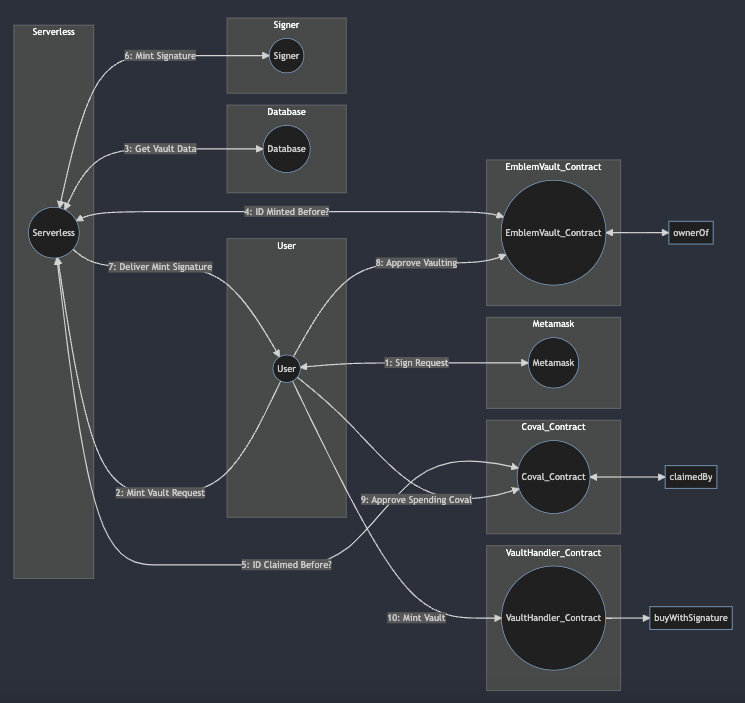 Serverless
Signer
6: Mint Signature
Signer
Database
3: Get Vault Data
Database
EmblemVault_Contract
4: ID Minted Before?
Serverless
EmblemVault_Contract
ownerOf
User
7: Deliver Mint Signature
8: Approve Vaulting
Metamask
1: Sign Request
Metamask
User
Coval_Contract
Coval_Contract
claimedBy
2: Mint Vault Request
9: Approve Spending Coval
VaultHandler_Contract
5: ID Claimed Before?
10: Mint Vault
VaultHandler_Contract
buyWithSignature